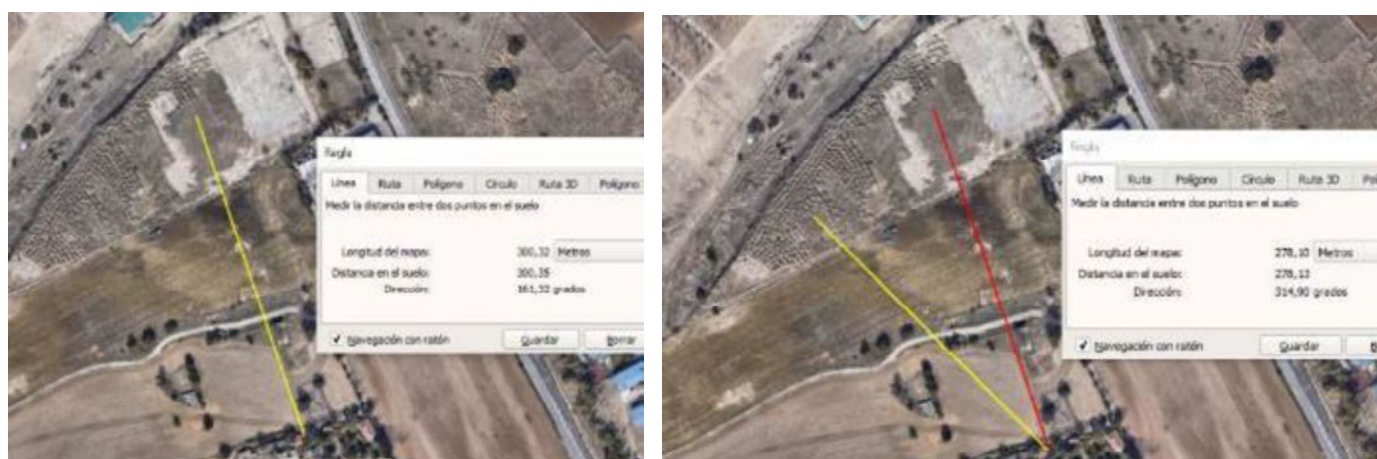 Regla
Línea Ruta Polígono Círculo Ruta 3D Polígono
Medir la distancia entre dos puntos en el suelo
Longitud del mapa: 300,32 Metros
Distancia en el suelo: 300,35
Dirección: 161,32 grados
Navegación con ratón Guardar Borrar
Regla
Línea Ruta Polígono Círculo Ruta 3D
Medir la distancia entre dos puntos en el suelo
Longitud del mapa: 278,10 Metros
Distancia en el suelo: 278,13
Dirección: 314,90 grados
Navegación con ratón Guardar